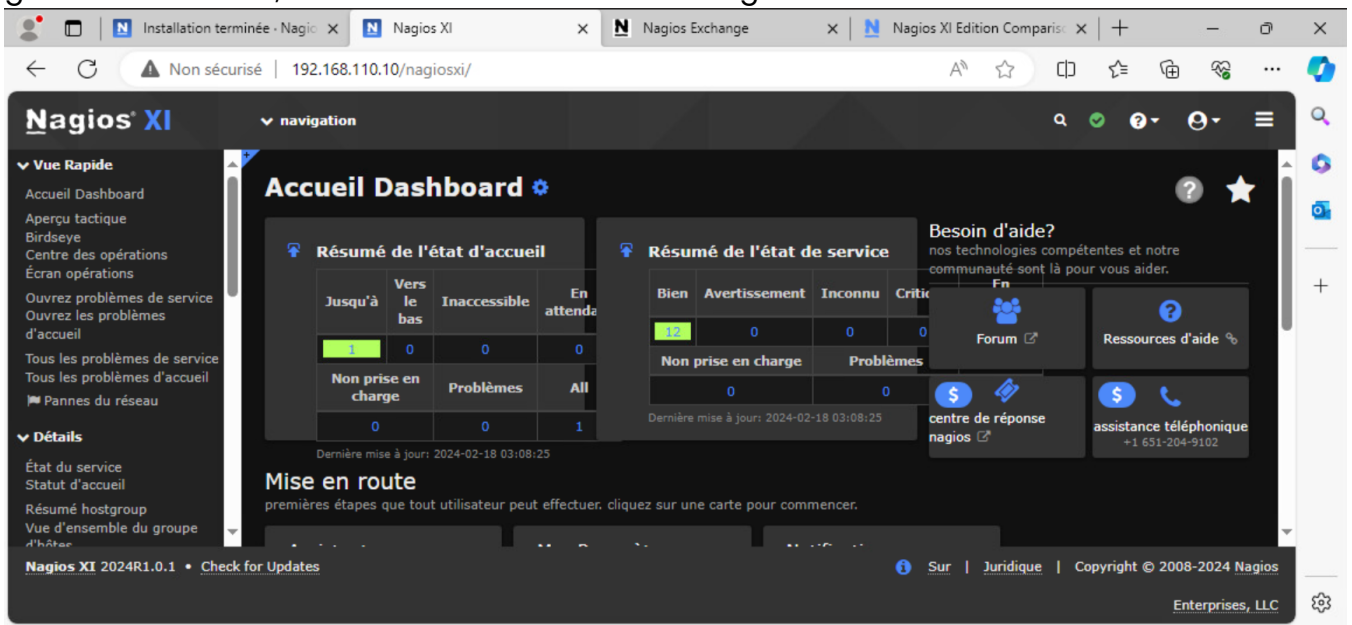 Installation terminée - Nagio
Nagios XI
Nagios Exchange
Nagios XI Edition Comparis
Non sécurisé | 192.168.110.10/nagiosxi/
Nagios® XI
navigation
Vue Rapide
Accueil Dashboard
Aperçu tactique
Birdseye
Centre des opérations
Écran opérations
Ouvrez problèmes de service
Ouvrez les problèmes
d'accueil
Tous les problèmes de service
Tous les problèmes d'accueil
Pannes du réseau
Détails
État du service
Statut d'accueil
Résumé hostgroup
Vue d'ensemble du groupe
d'hôtes
Accueil Dashboard
Résumé de l'état d'accueil
Jusqu'à Vers le bas Inaccessible En attenda
1 0 0 0
Non prise en charge Problèmes All
0 0 1
Dernière mise à jour: 2024-02-18 03:08:25
Résumé de l'état de service
Bien Avertissement Inconnu Critic En
12 0 0 0
Non prise en charge Problèmes
0 0
Dernière mise à jour: 2024-02-18 03:08:25
Besoin d'aide?
nos technologies compétentes et notre
communauté sont là pour vous aider.
Forum
Ressources d'aide
centre de réponse
nagios
assistance téléphonique
+1 651-204-9102
Mise en route
premières étapes que tout utilisateur peut effectuer. cliquez sur une carte pour commencer.
Nagios XI 2024R1.0.1 • Check for Updates
Sur | Juridique | Copyright © 2008-2024 Nagios
Enterprises, LLC